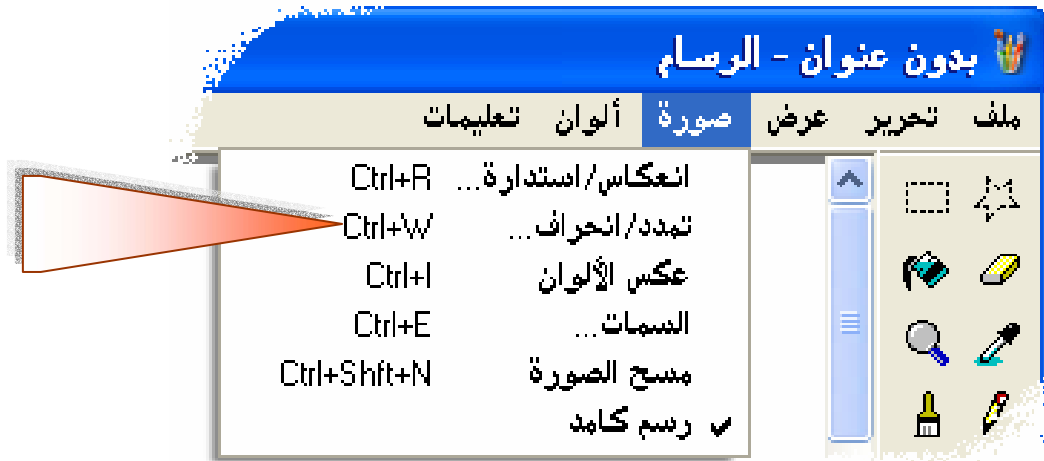 بدون عنوان - الرسام
ملف تحرير عرض صورة ألوان تعليمات
انعكاس/استدارة... Ctrl+R
تمدد/انحراف... Ctrl+W
عكس الألوان Ctrl+I
السمات... Ctrl+E
مسح الصورة Ctrl+Shft+N
رسم كامد